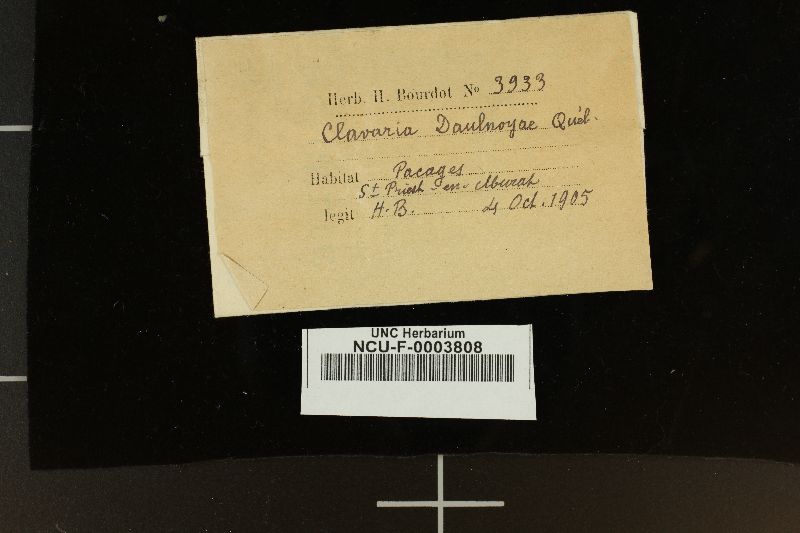 Herb. H. Bourdot No 3933
Clavaria Daulnoyae Quél.
Habitat Pacages
St Priest en Murat
legit H. B. 4 Oct. 1905
UNC Herbarium
NCU-F-0003808